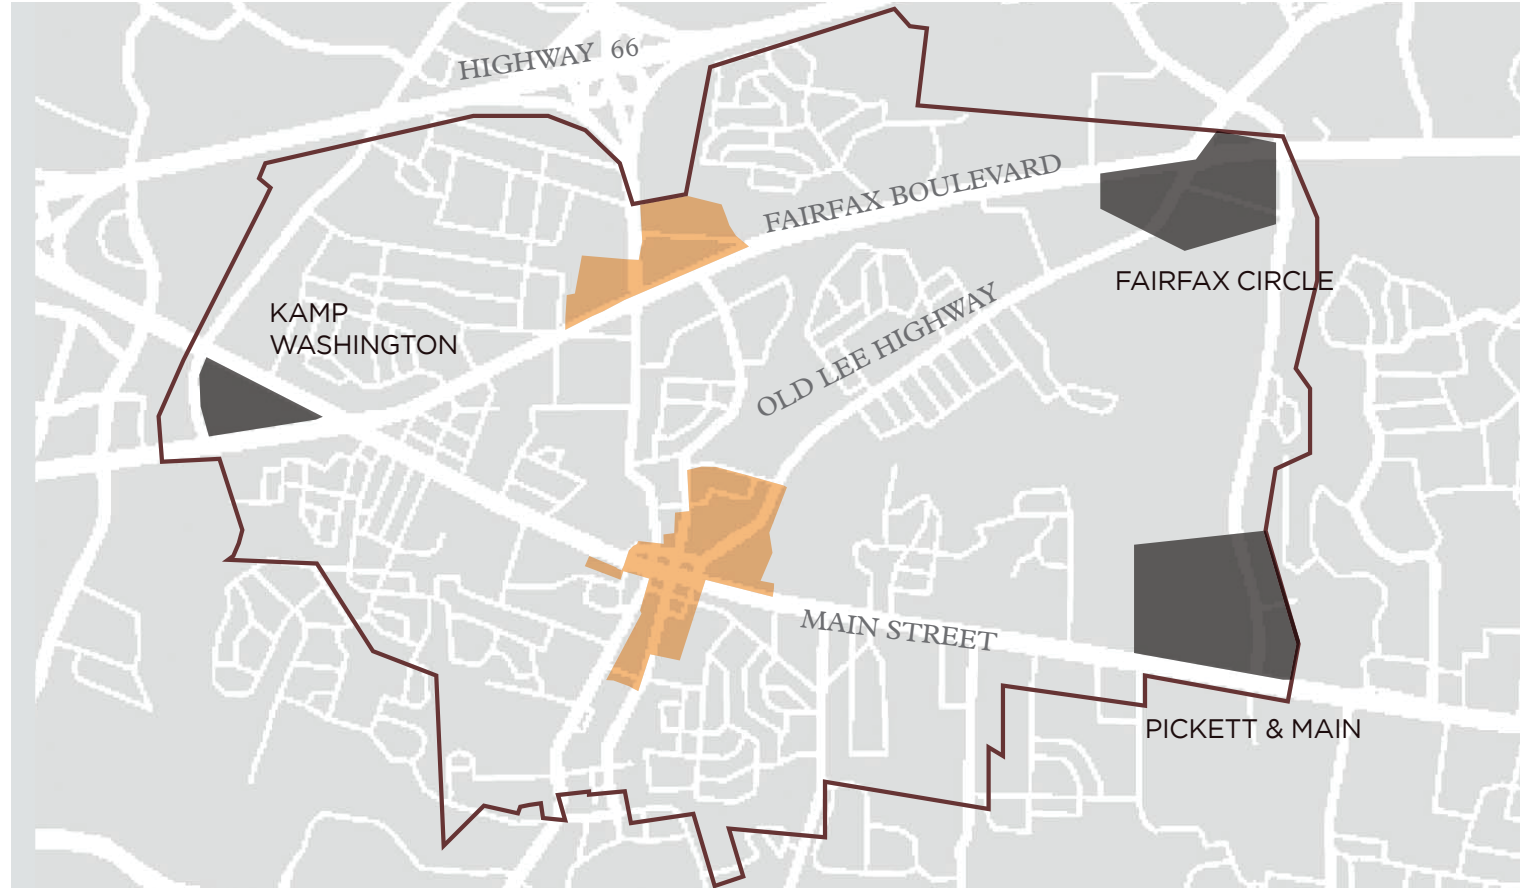 HIGHWAY 66
FAIRFAX BOULEVARD
FAIRFAX CIRCLE
OLD LEE HIGHWAY
KAMP
WASHINGTON
MAIN STREET
PICKETT & MAIN